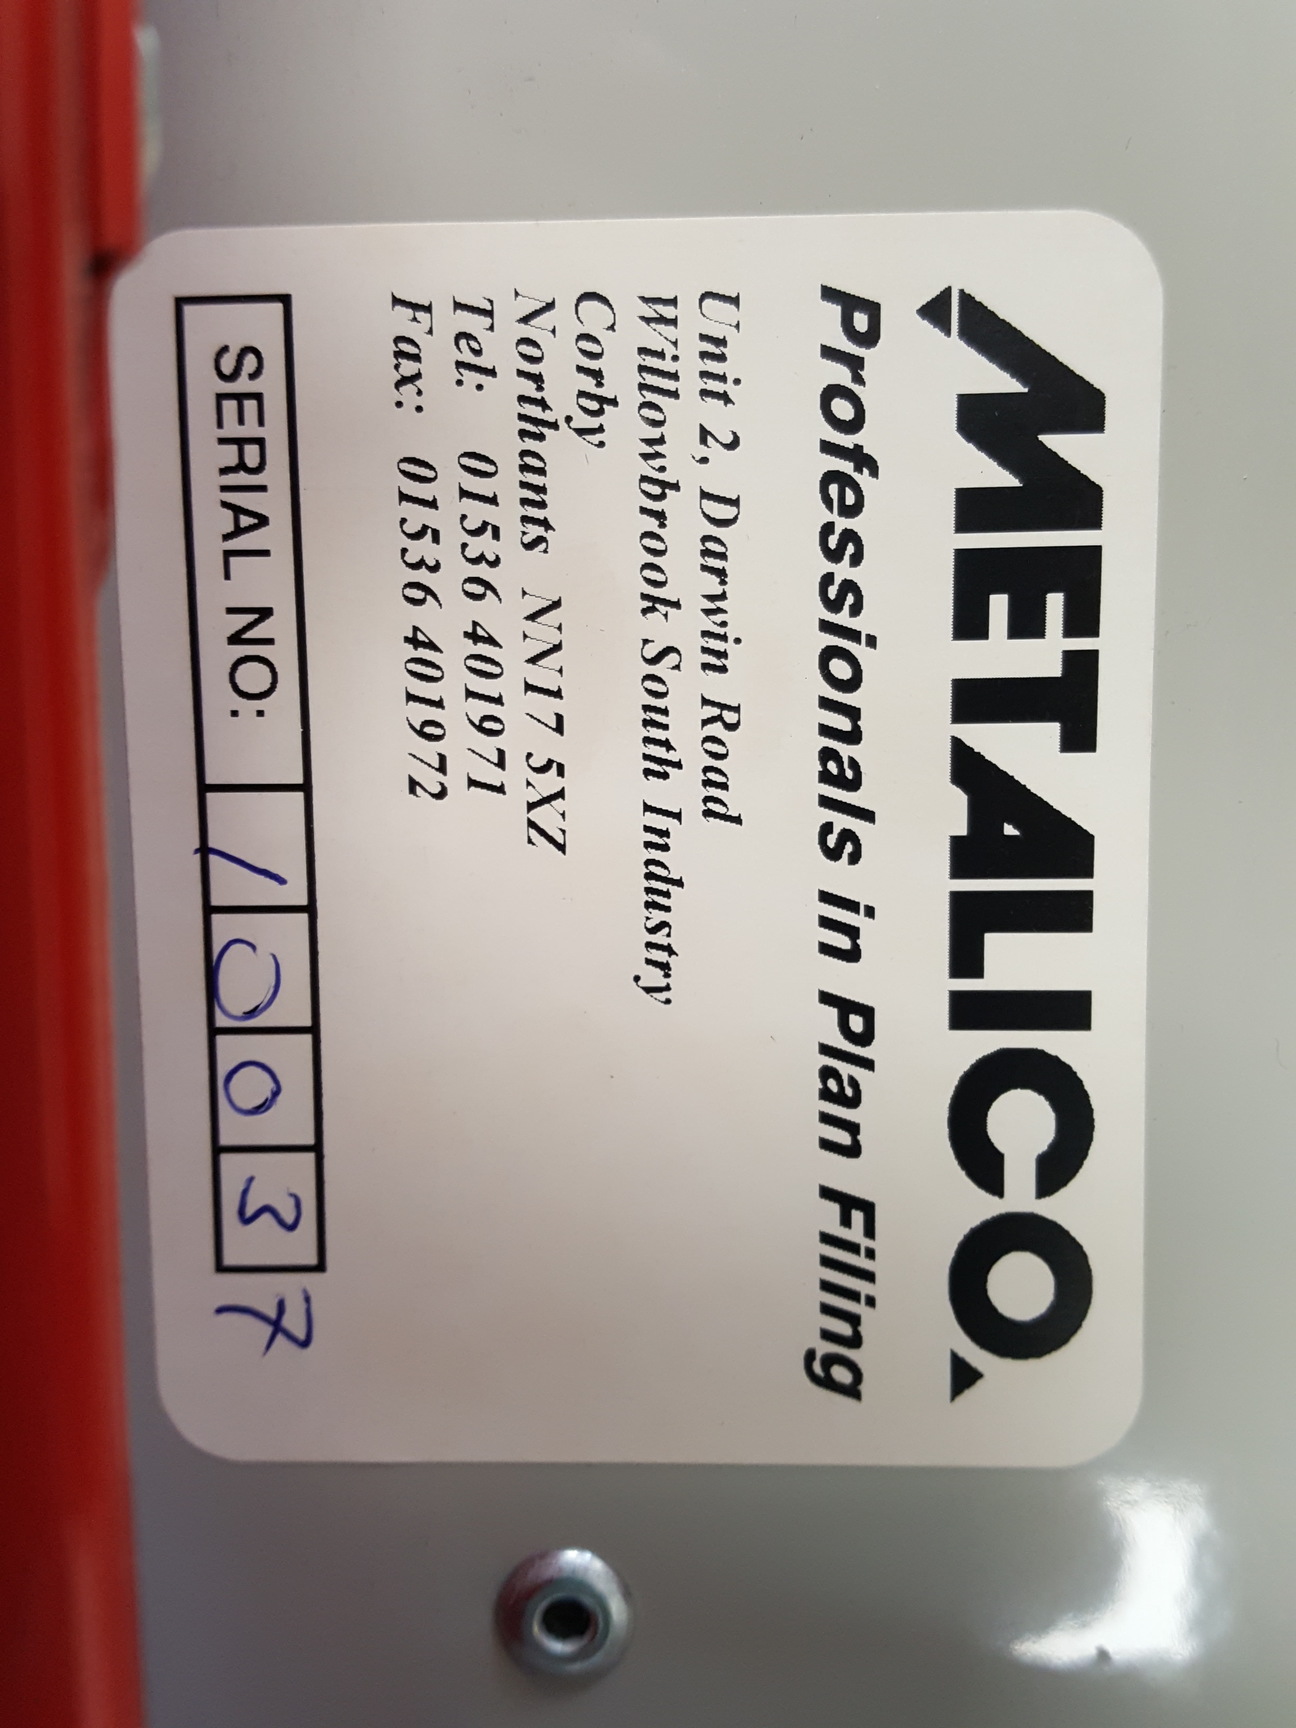 METALICO
Professionals in Plan Filing
Unit 2, Darwin Road
Willowbrook South Industry
Corby
Northants NN17 5XZ
Tel: 01536 401971
Fax: 01536 401972
SERIAL NO: 10037